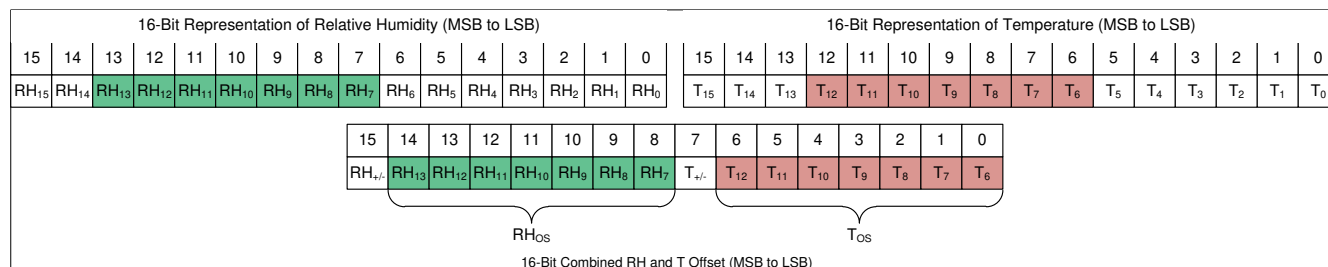 16-Bit Representation of Relative Humidity (MSB to LSB) 16-Bit Representation of Temperature (MSB to LSB)
15 14 13 12 11 10 9 8 7 6 5 4 3 2 1 0 15 14 13 12 11 10 9 8 7 6 5 4 3 2 1 0
RH15 RH14 RH13 RH12 RH11 RH10 RH9 RH8 RH7 RH6 RH5 RH4 RH3 RH2 RH1 RH0 T15 T14 T13 T12 T11 T10 T9 T8 T7 T6 T5 T4 T3 T2 T1 T0
15 14 13 12 11 10 9 8 7 6 5 4 3 2 1 0
RH+/- RH13 RH12 RH11 RH10 RH9 RH8 RH7 T+/- T12 T11 T10 T9 T8 T7 T6
RHOS TOS
16-Bit Combined RH and T Offset (MSB to LSB)